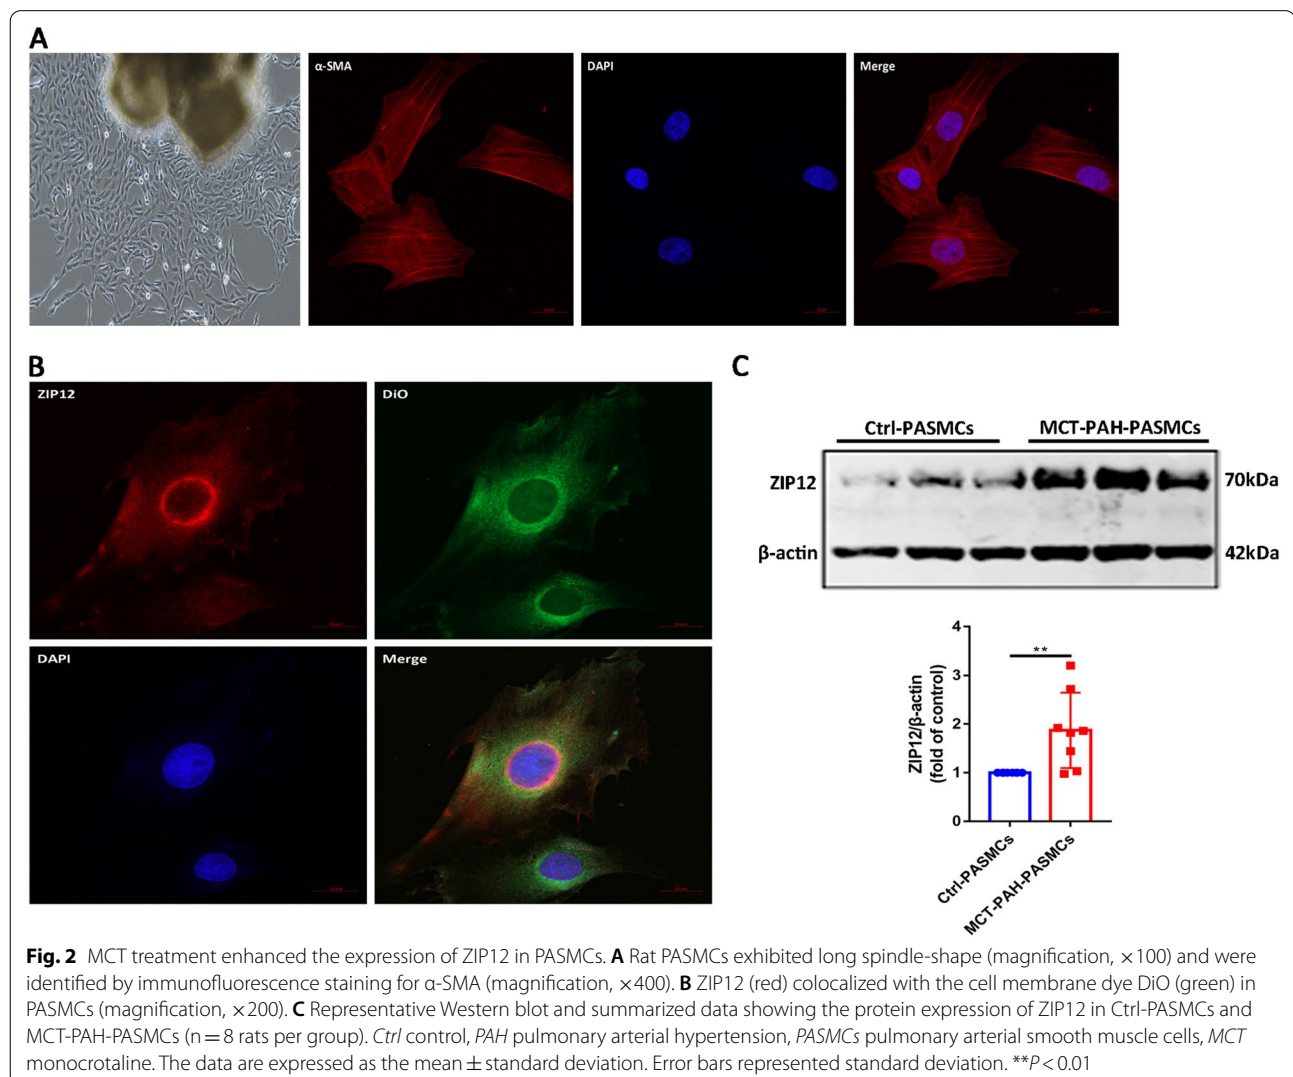 A
α-SMA
DAPI
Merge
B
ZIP12
DiO
DAPI
Merge
C
Ctrl-PASMCs
MCT-PAH-PASMCs
ZIP12
70kDa
β-actin
42kDa
ZIP12/β-actin
(fold of control)
4
3
2
1
0
**
Ctrl-PASMCs
MCT-PAH-PASMCs
Fig. 2 MCT treatment enhanced the expression of ZIP12 in PASMCs. A Rat PASMCs exhibited long spindle-shape (magnification, ×100) and were
identified by immunofluorescence staining for α-SMA (magnification, ×400). B ZIP12 (red) colocalized with the cell membrane dye DiO (green) in
PASMCs (magnification, ×200). C Representative Western blot and summarized data showing the protein expression of ZIP12 in Ctrl-PASMCs and
MCT-PAH-PASMCs (n = 8 rats per group). Ctrl control, PAH pulmonary arterial hypertension, PASMCs pulmonary arterial smooth muscle cells, MCT
monocrotaline. The data are expressed as the mean ± standard deviation. Error bars represented standard deviation. **P < 0.01